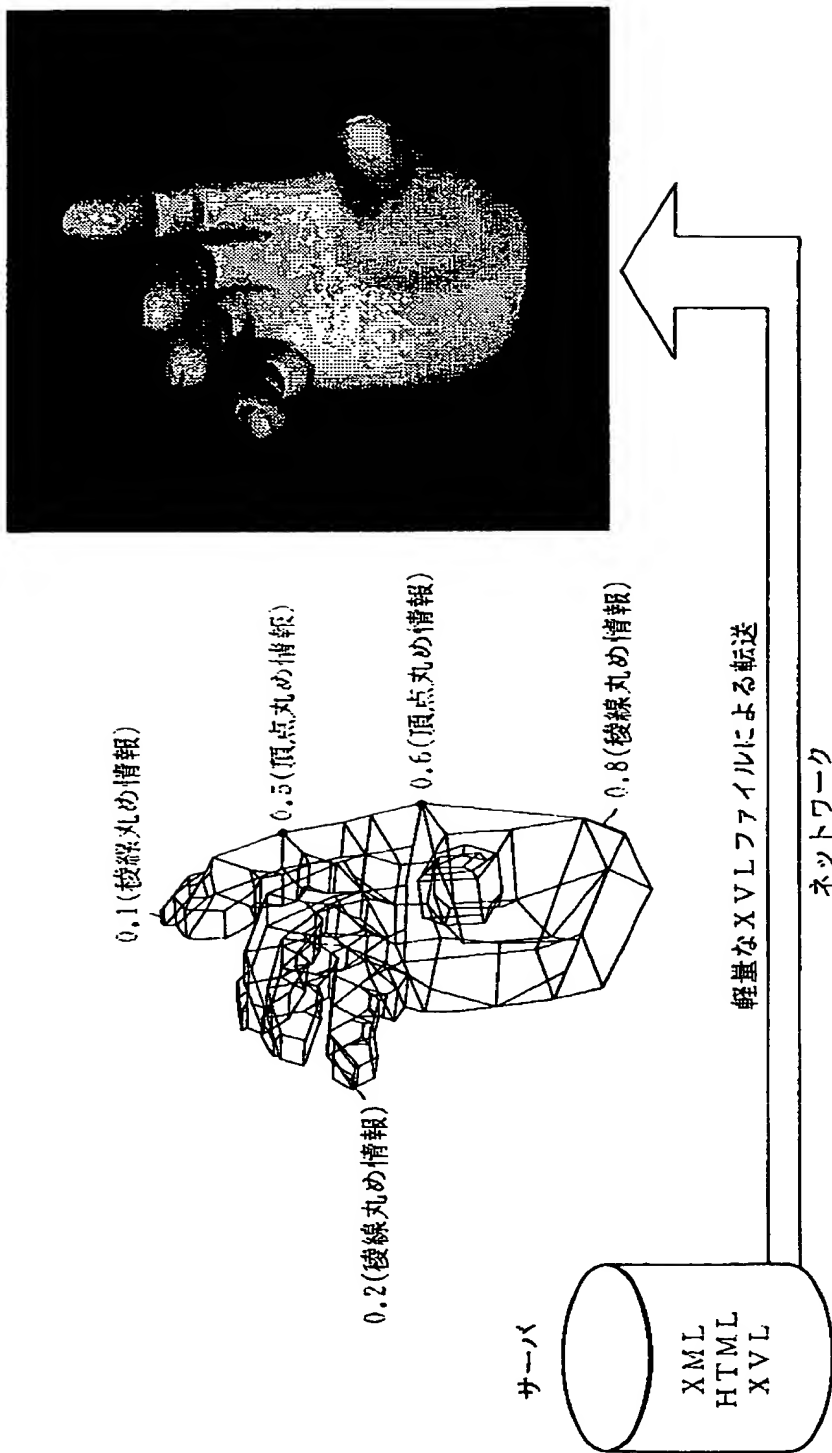 0.1(稜線丸め情報)
0.5(頂点丸め情報)
0.6(頂点丸め情報)
0.2(稜線丸め情報)
0.8(稜線丸め情報)
サーバ
XML
HTML
XVL
軽量なXVLファイルによる転送
ネットワーク